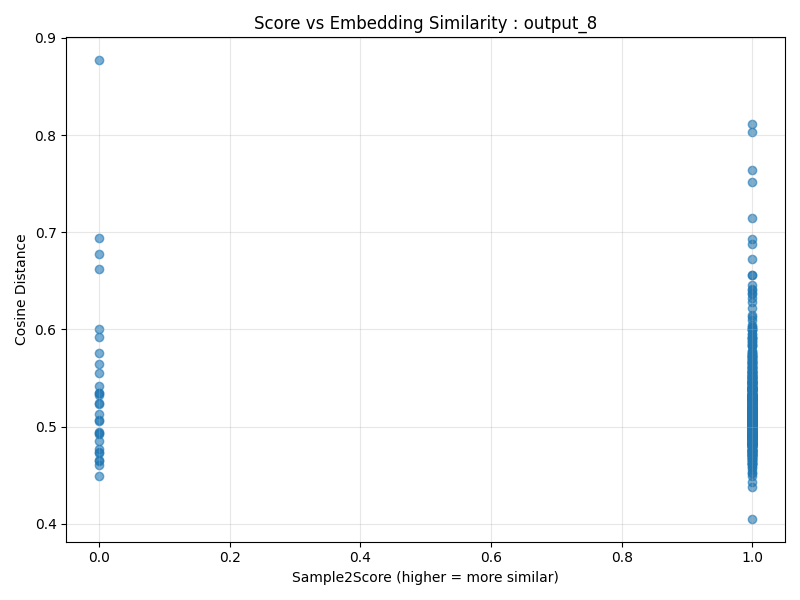 Score vs Embedding Similarity : output_8
Cosine Distance
0.9
0.8
0.7
0.6
0.5
0.4
0.0 0.2 0.4 0.6 0.8 1.0
Sample2Score (higher = more similar)